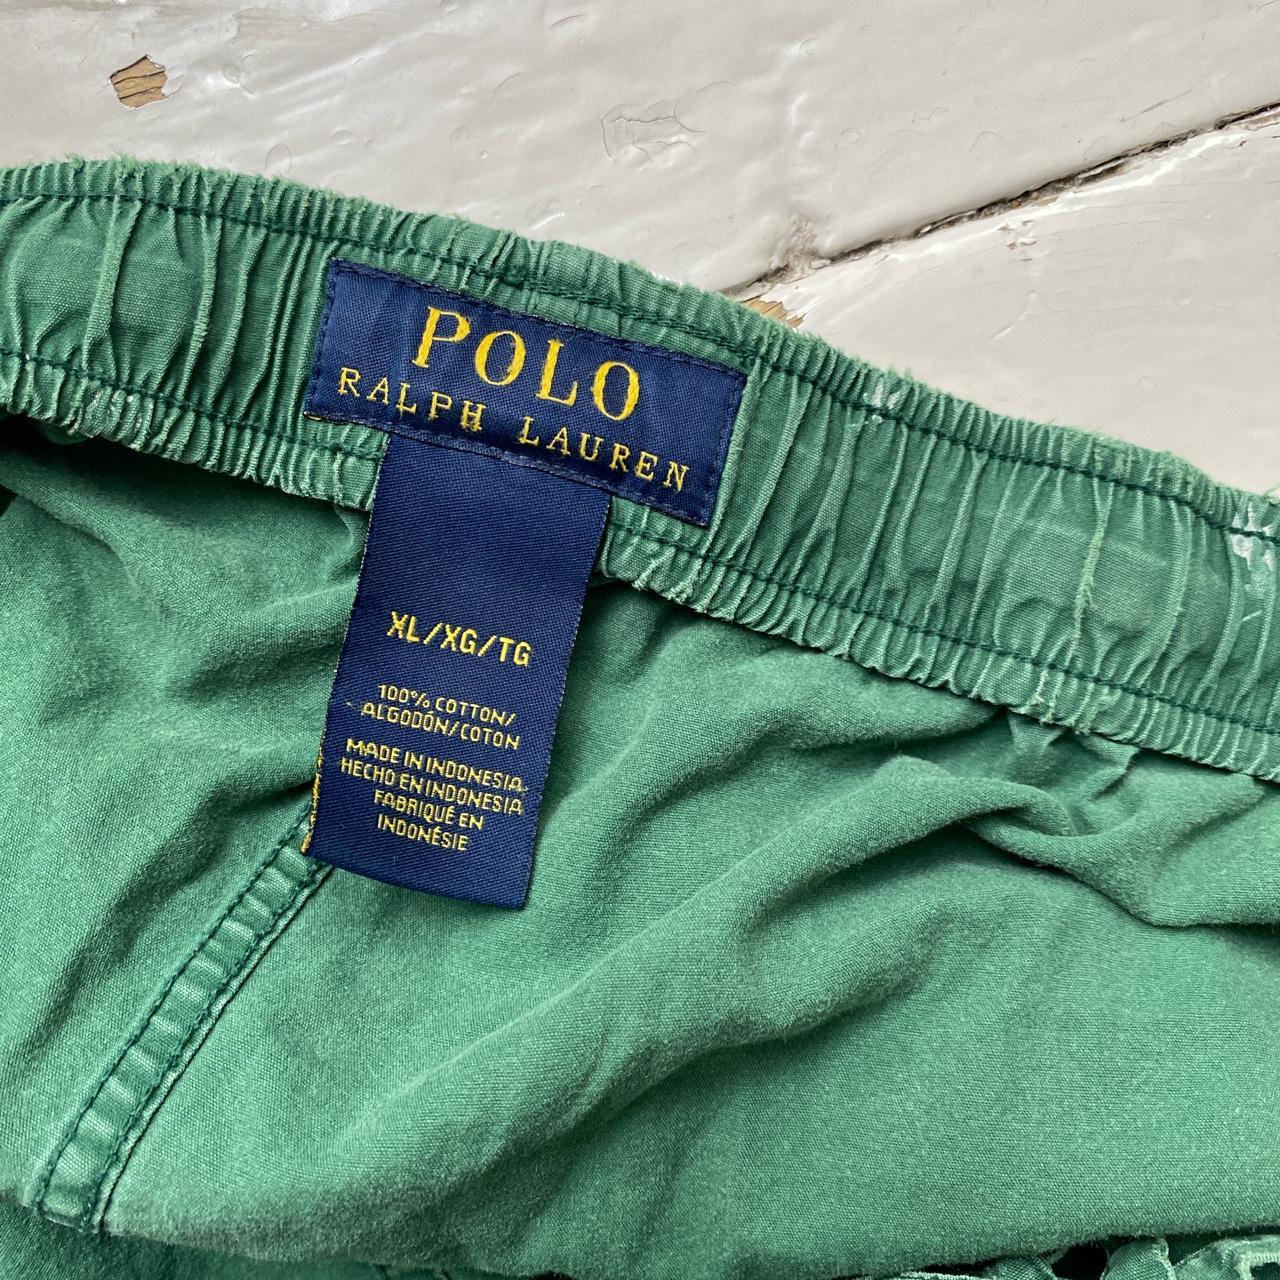 POLO
RALPH LAUREN
XL/XG/TG
100% COTTON/
ALGODÓN/COTON
MADE IN INDONESIA
HECHO EN INDONESIA
FABRIQUÉ EN
INDONÉSIE